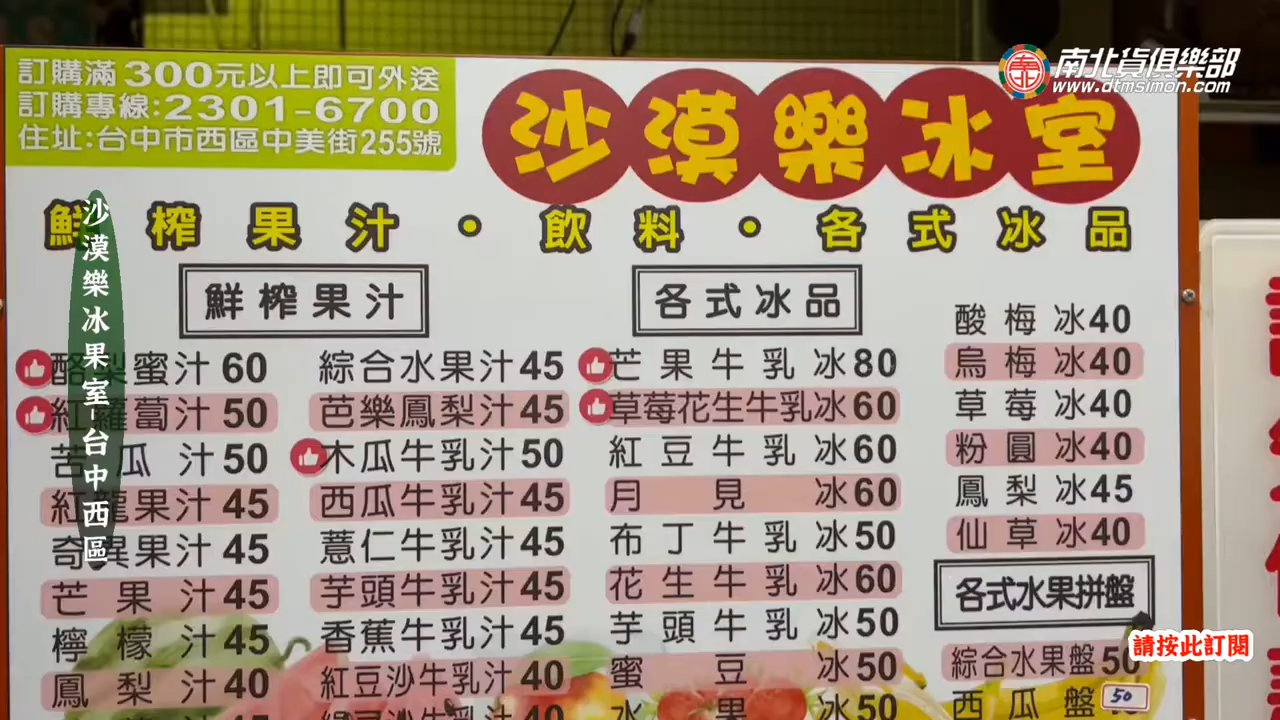 訂購滿300元以上即可外送
訂購專線:2301-6700
住址:台中市西區中美街255號
沙漠樂冰室
南北貨俱樂部
www.dtmsimon.com
鮮榨果汁・飲料・各式冰品
沙漠樂冰果室-台中西區
鮮榨果汁
酪梨蜜汁60
紅蘿蔔汁50
苦瓜汁50
紅龍果汁45
奇異果汁45
芒果汁45
檸檬汁45
鳳梨汁40
綜合水果汁45
芭樂鳳梨汁45
木瓜牛乳汁50
西瓜牛乳汁45
薏仁牛乳汁45
芋頭牛乳汁45
香蕉牛乳汁45
紅豆沙牛乳汁40
各式冰品
芒果牛乳冰80
草莓花生牛乳冰60
紅豆牛乳冰60
月見冰60
布丁牛乳冰50
花生牛乳冰60
芋頭牛乳冰50
蜜豆冰50
水果冰50
酸梅冰40
烏梅冰40
草莓冰40
粉圓冰40
鳳梨冰45
仙草冰40
各式水果拼盤
綜合水果盤50
西瓜盤50
請按此訂閱